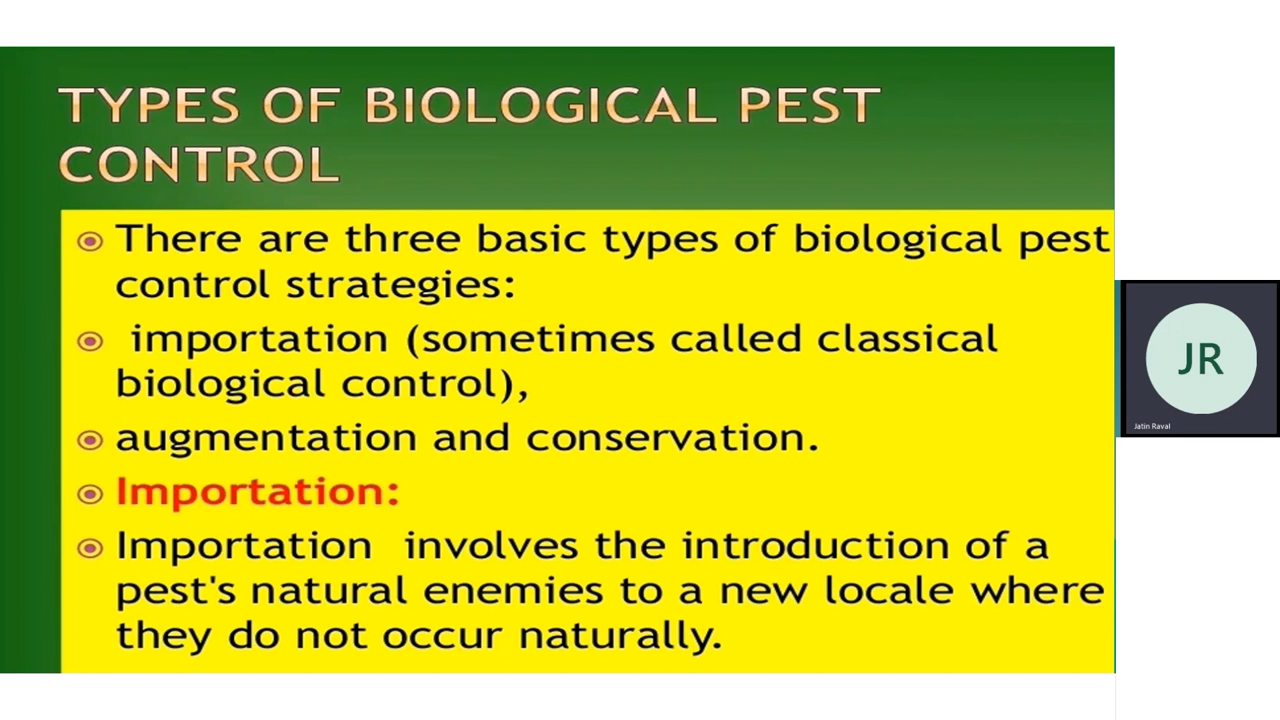 TYPES OF BIOLOGICAL PEST
CONTROL
There are three basic types of biological pest
control strategies:
importation (sometimes called classical
biological control),
augmentation and conservation.
Importation:
Importation involves the introduction of a
pest's natural enemies to a new locale where
they do not occur naturally.
JR
Jatin Raval